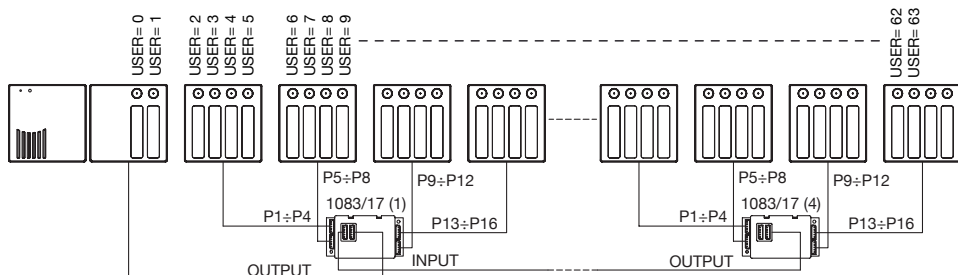 USER= 0
USER= 1
USER= 2
USER= 3
USER= 4
USER= 5
USER= 6
USER= 7
USER= 8
USER= 9
USER= 62
USER= 63
P5÷P8
P9÷P12
P5÷P8
P9÷P12
1083/17 (1)
1083/17 (4)
P1÷P4
P13÷P16
P1÷P4
P13÷P16
OUTPUT
INPUT
OUTPUT